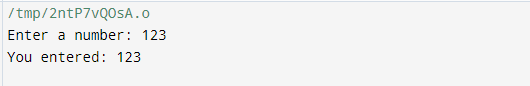 /tmp/2ntP7vQOsA.o
Enter a number: 123
You entered: 123